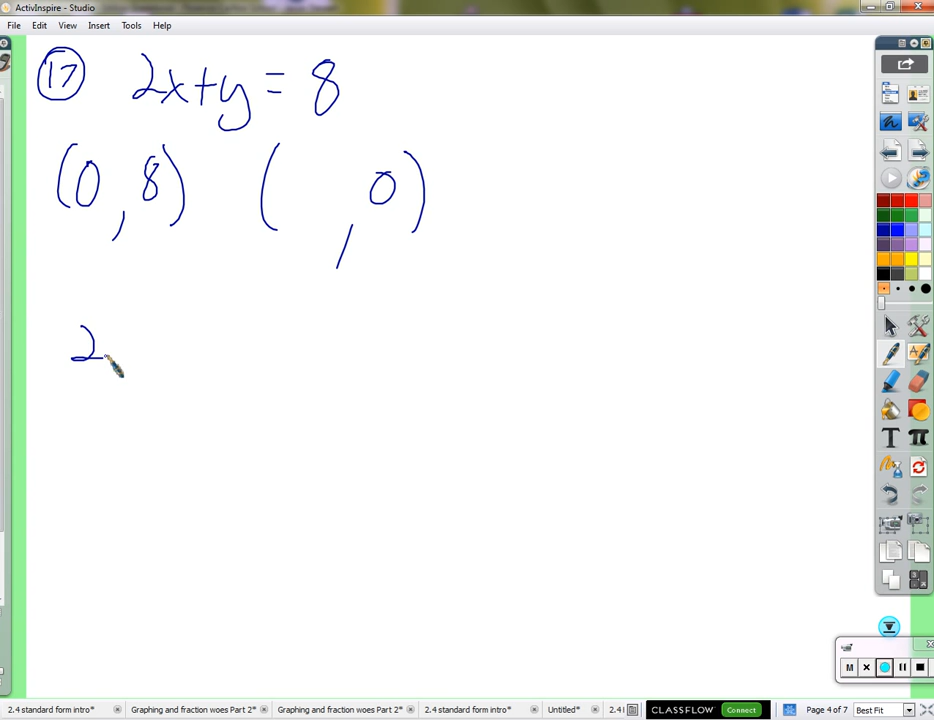 ActivInspire - Studio
File Edit View Insert Tools Help
17 2x+y = 8
(0, 8) ( , 0)
2
M
2.4 standard form intro* Graphing and fraction woes Part 2* Graphing and fraction woes Part 2* 2.4 standard form intro* Untitled* 2.4 l CLASSFLOW Connect Page 4 of 7 Best Fit